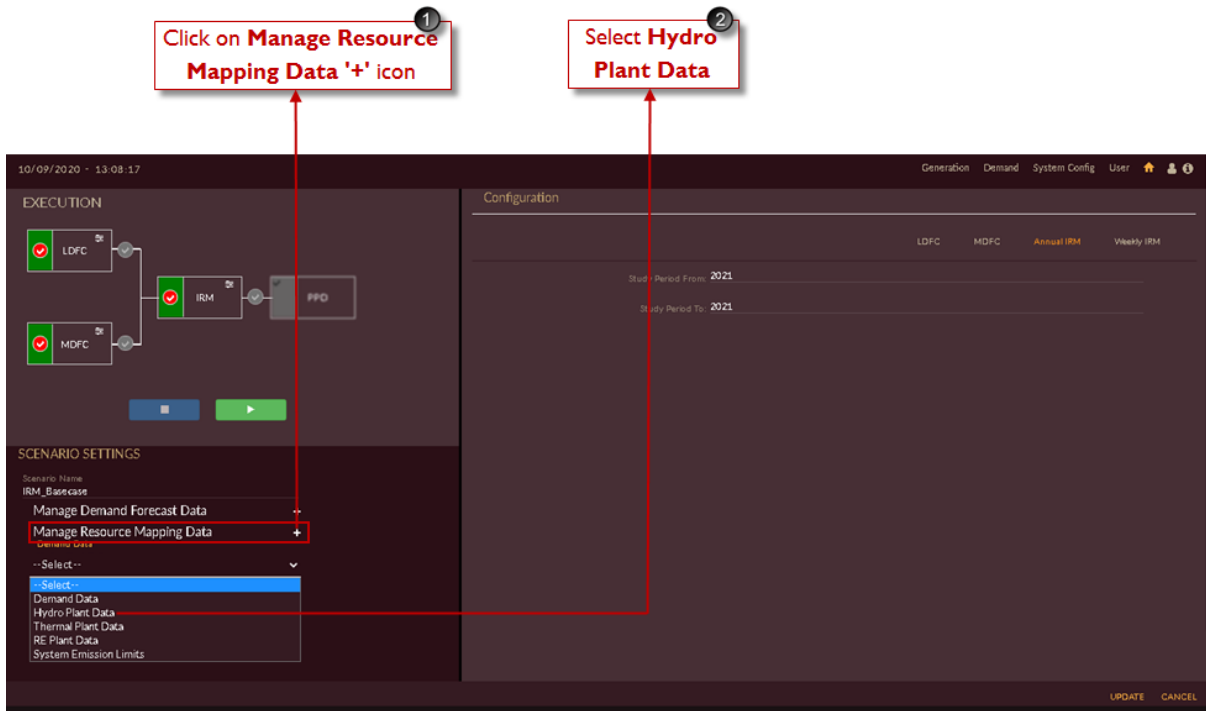 1
Click on Manage Resource
Mapping Data '+' icon
2
Select Hydro
Plant Data
10/09/2020 - 13:08:17
Generation Demand System Config User
EXECUTION
Configuration
LDFC
LDFC MDFC Annual IRM Weekly IRM
Study Period From: 2021
IRM
PPD
Study Period To: 2021
MDFC
SCENARIO SETTINGS
Scenario Name
IRM_Basecase
Manage Demand Forecast Data +
Manage Resource Mapping Data +
Demand Data
--Select--
--Select--
Demand Data
Hydro Plant Data
Thermal Plant Data
RE Plant Data
System Emission Limits
UPDATE CANCEL